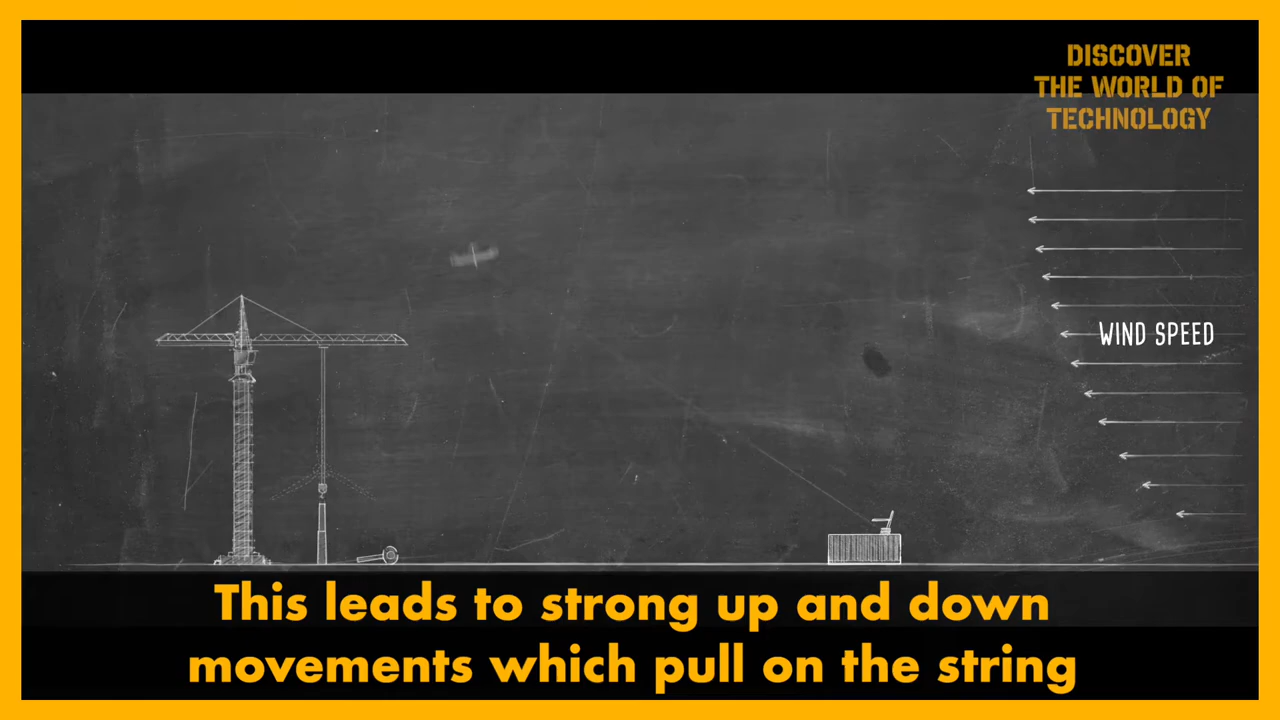 DISCOVER
THE WORLD OF
TECHNOLOGY
WIND SPEED
This leads to strong up and down
movements which pull on the string